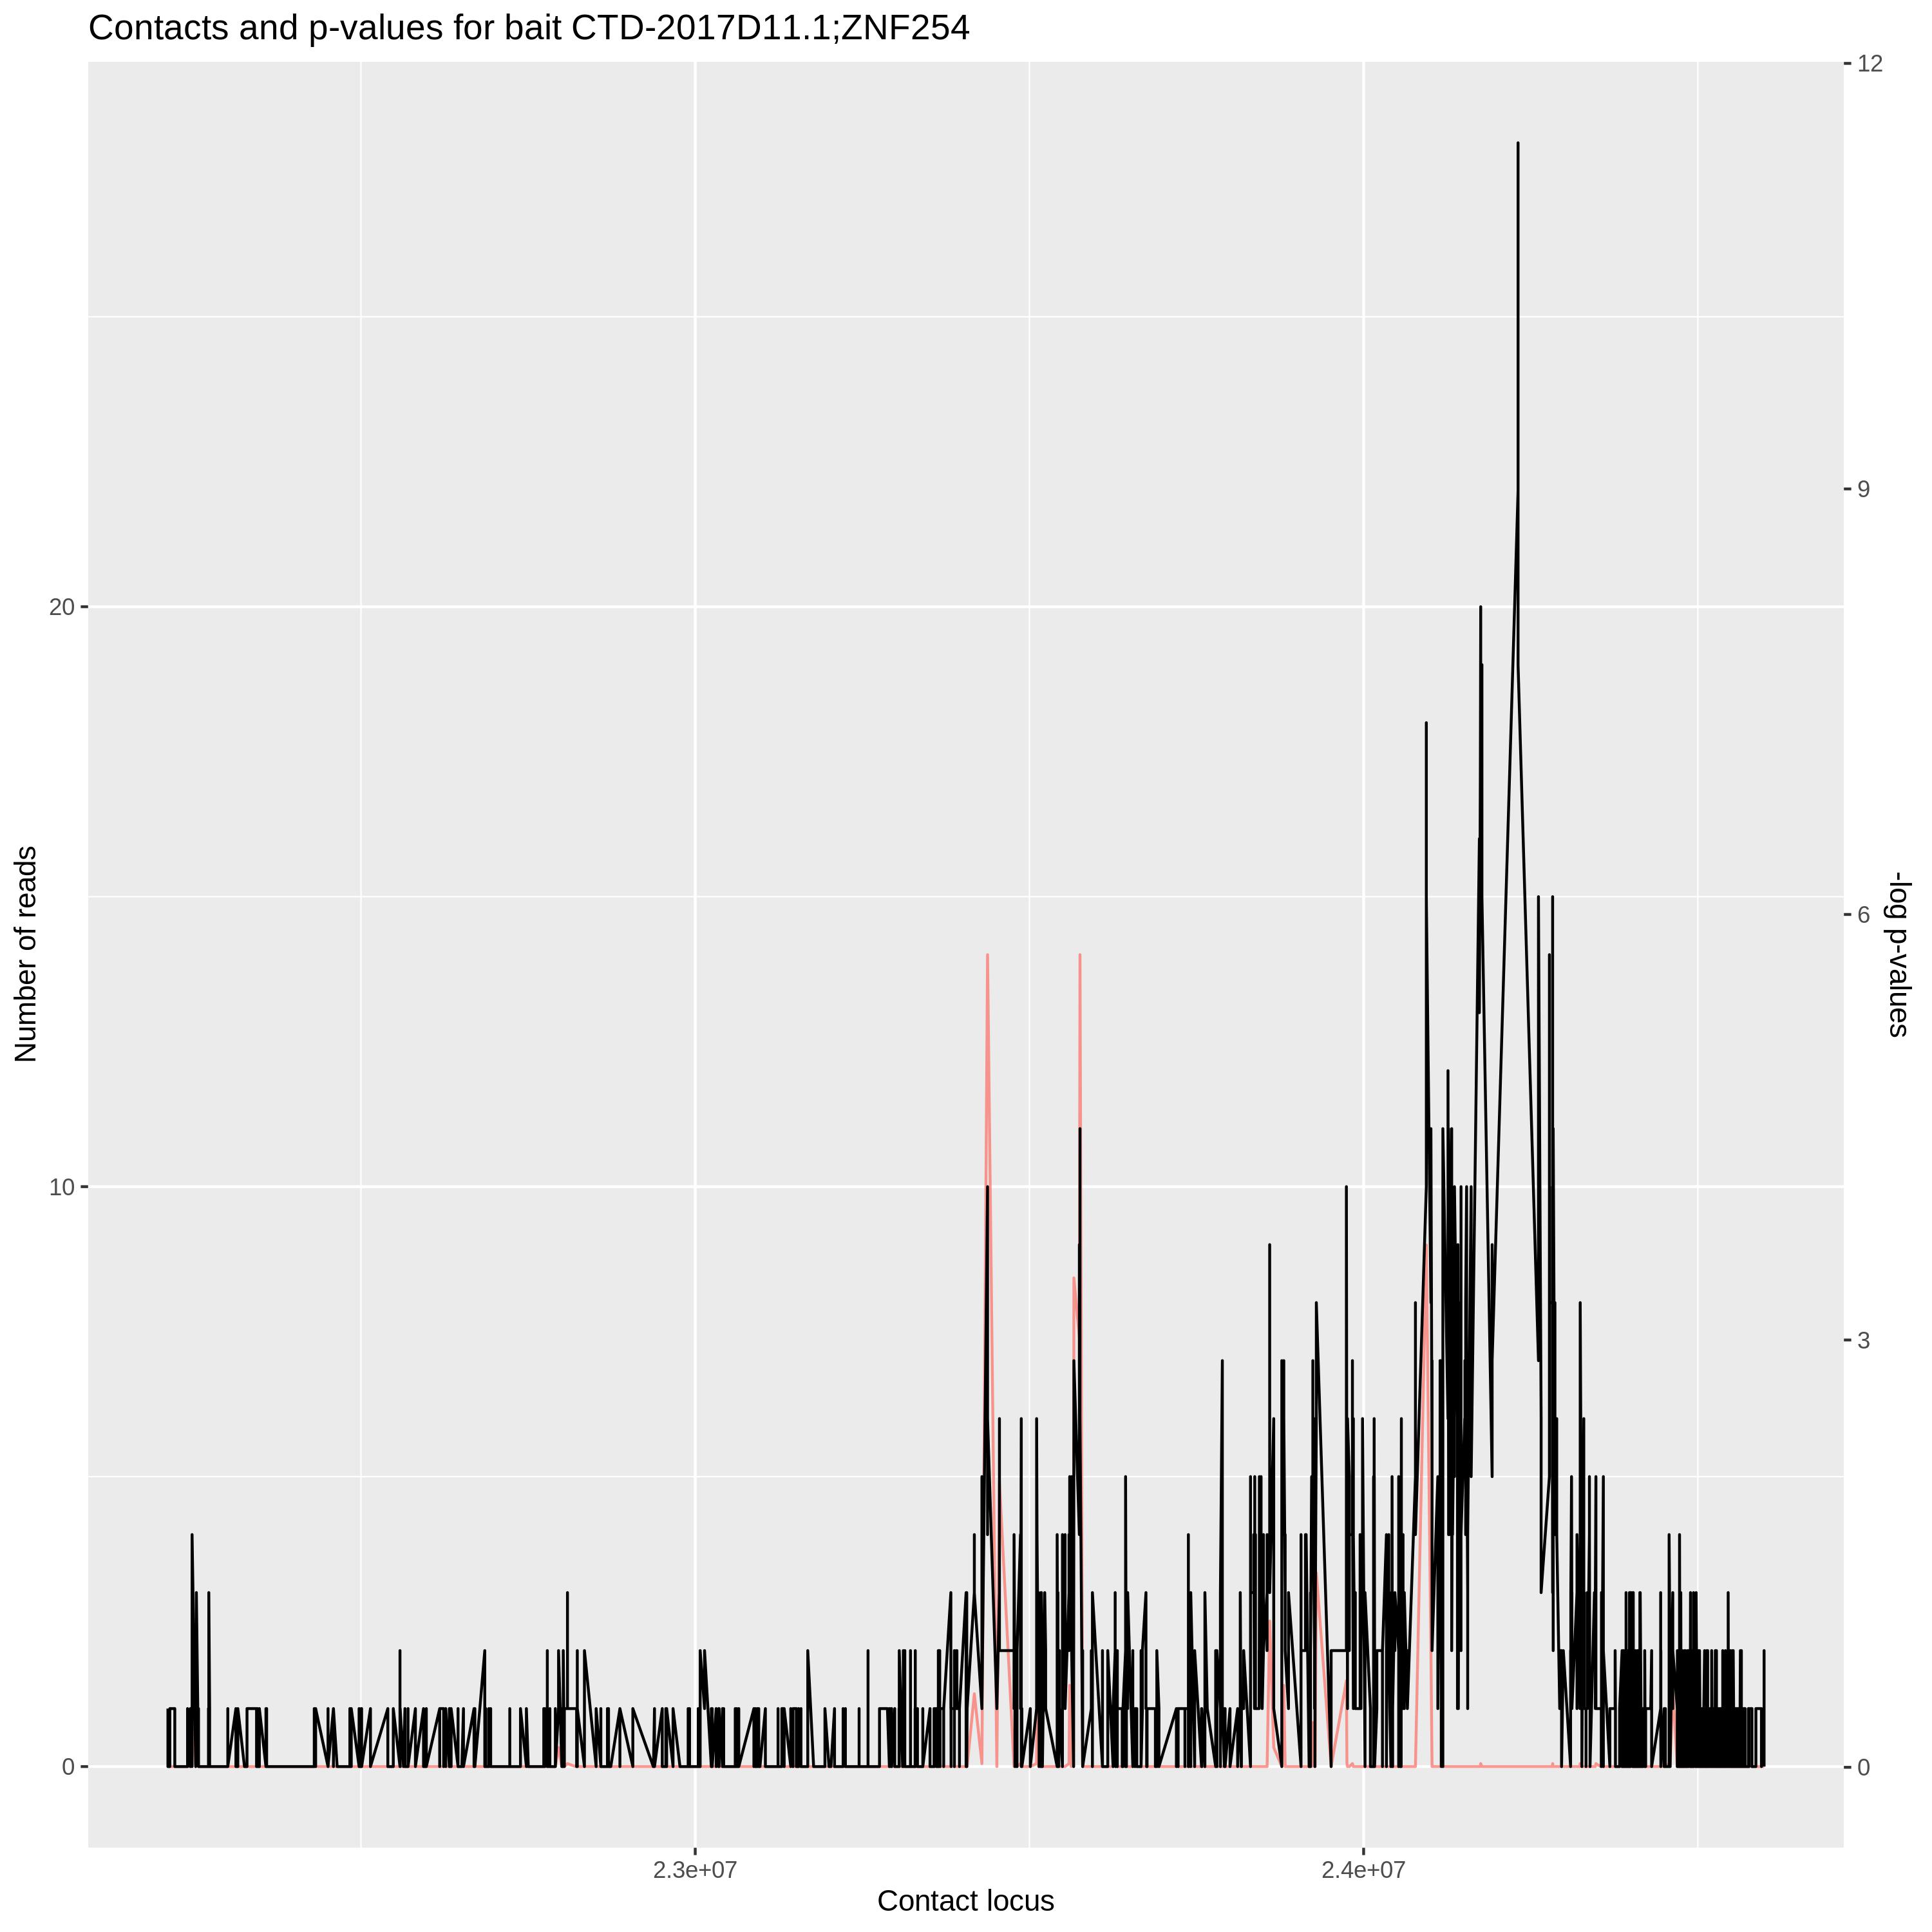 Contacts and p-values for bait CTD-2017D11.1;ZNF254
12
9
20
Number of reads
-log p-values
6
10
3
0
0
2.3e+07
2.4e+07
Contact locus